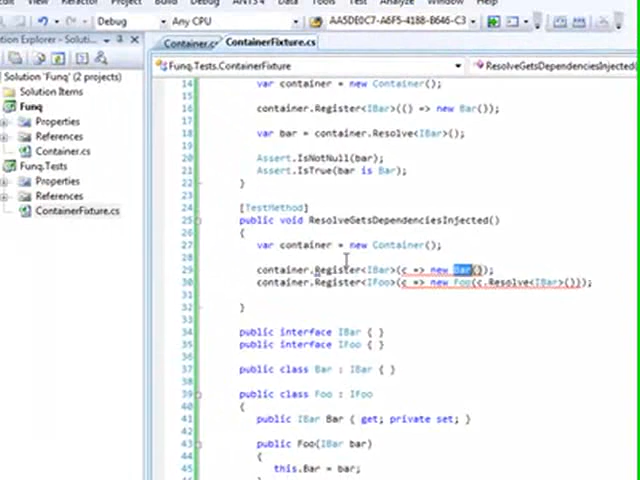 Refactor Project Build Debug ANTS 4 Data Tools Test Analyze Window Help
Debug Any CPU AA5DE0C7-A6F5-4188-B646-C3
Container.cs ContainerFixture.cs
Funq.Tests.ContainerFixture ResolveGetsDependenciesInjected(
Solution 'Funq' (2 projects)
Solution Items
Funq
Properties
References
Container.cs
Funq.Tests
Properties
References
ContainerFixture.cs
14 var container = new Container();
15
16 container.Register<IBar>(() => new Bar());
17
18 var bar = container.Resolve<IBar>();
19
20 Assert.IsNotNull(bar);
21 Assert.IsTrue(bar is Bar);
22 }
23
24 [TestMethod]
25 public void ResolveGetsDependenciesInjected()
26 {
27 var container = new Container();
28
29 container.Register<IBar>(c => new Bar());
30 container.Register<IFoo>(c => new Foo(c.Resolve<IBar>()));
31
32 }
33
34 public interface IBar { }
35 public interface IFoo { }
36
37 public class Bar : IBar { }
38
39 public class Foo : IFoo
40 {
41 public IBar Bar { get; private set; }
42
43 public Foo(IBar bar)
44 {
45 this.Bar = bar;